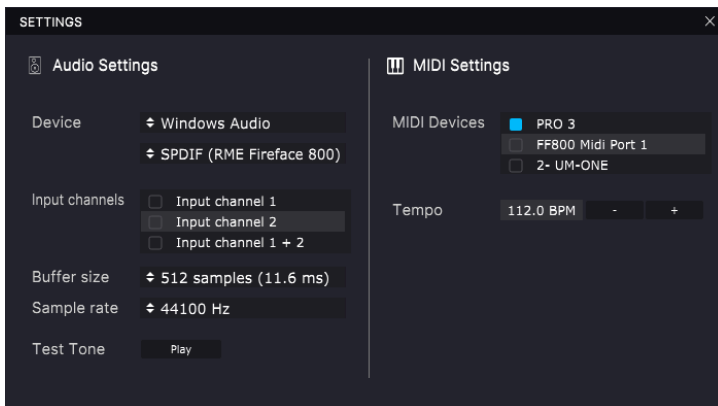 SETTINGS
Audio Settings
Device
Windows Audio
SPDIF (RME Fireface 800)
Input channels
Input channel 1
Input channel 2
Input channel 1 + 2
Buffer size
512 samples (11.6 ms)
Sample rate
44100 Hz
Test Tone
Play
MIDI Settings
MIDI Devices
PRO 3
FF800 Midi Port 1
2- UM-ONE
Tempo
112.0 BPM
-
+